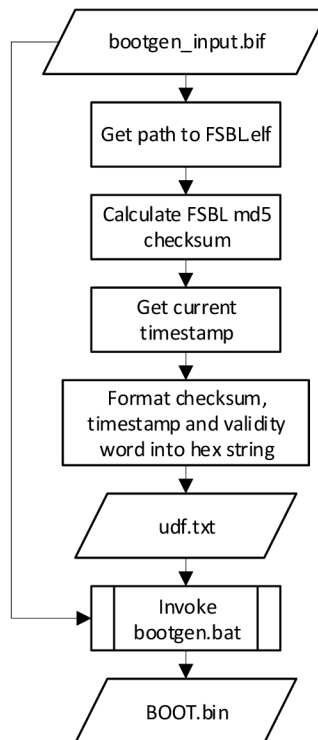 bootgen_input.bif
Get path to FSBL.elf
Calculate FSBL md5
checksum
Get current
timestamp
Format checksum,
timestamp and validity
word into hex string
udf.txt
Invoke
bootgen.bat
BOOT.bin